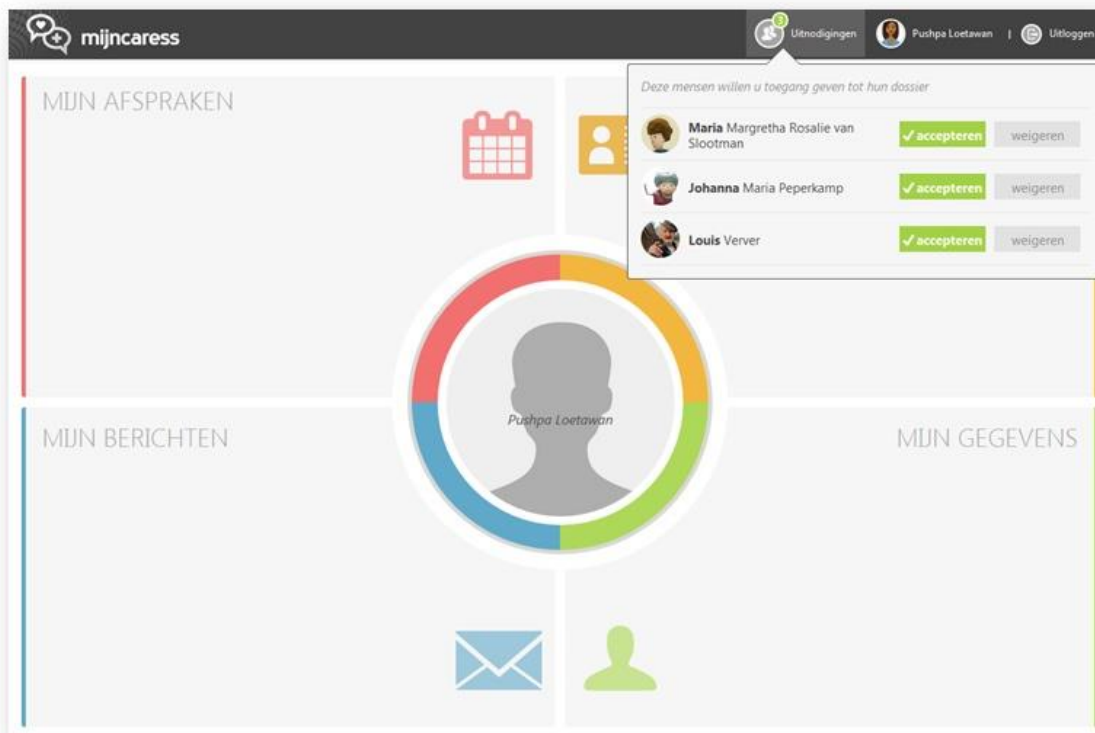 mijncaress
3
Uitnodigingen
Pushpa Loetawan
|
Uitloggen
Deze mensen willen u toegang geven tot hun dossier
Maria Margretha Rosalie van
Slootman
✓ accepteren
weigeren
Johanna Maria Peperkamp
✓ accepteren
weigeren
Louis Verver
✓ accepteren
weigeren
MIJN AFSPRAKEN
Pushpa Loetawan
MIJN BERICHTEN
MIJN GEGEVENS